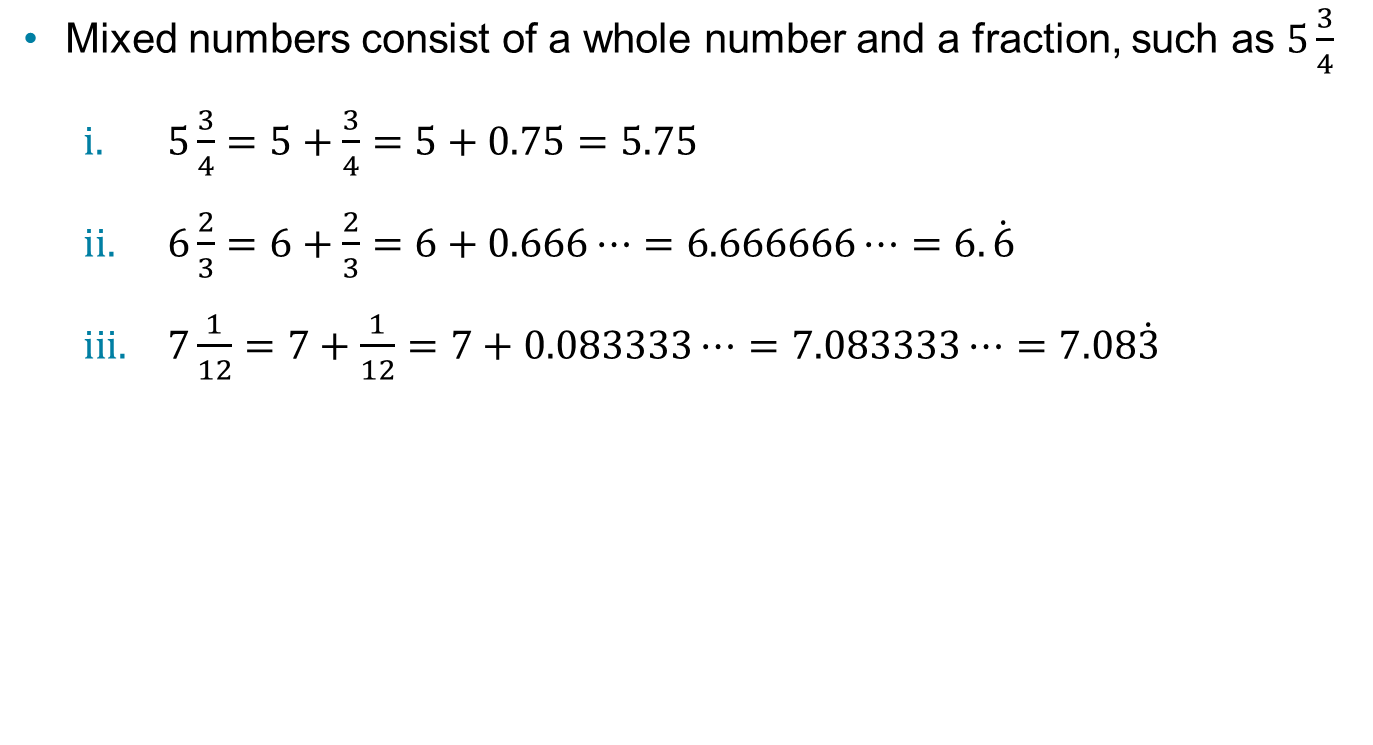 • Mixed numbers consist of a whole number and a fraction, such as 5 3/4
i. 5 3/4 = 5 + 3/4 = 5 + 0.75 = 5.75
ii. 6 2/3 = 6 + 2/3 = 6 + 0.666 ⋯ = 6.666666 ⋯ = 6.6̇
iii. 7 1/12 = 7 + 1/12 = 7 + 0.083333 ⋯ = 7.083333 ⋯ = 7.083̇